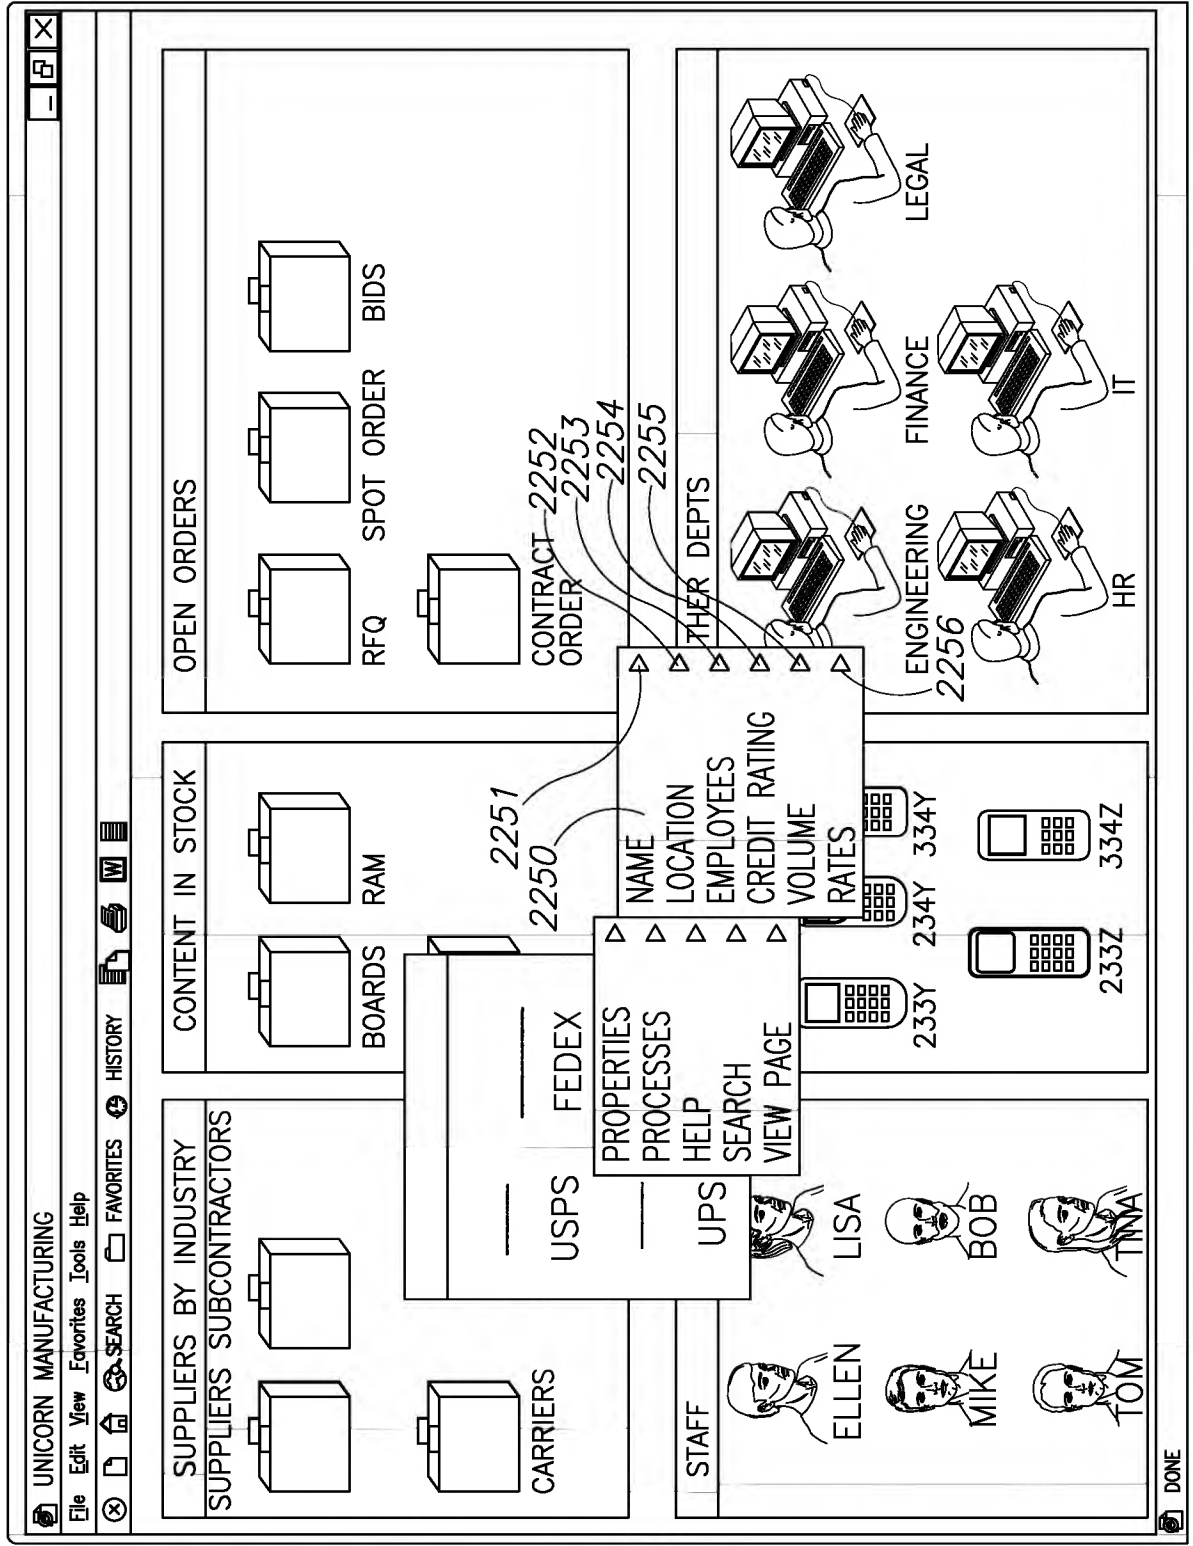 UNICORN MANUFACTURING
File Edit View Favorites Tools Help
SEARCH FAVORITES HISTORY W
SUPPLIERS BY INDUSTRY
SUPPLIERS SUBCONTRACTORS
CARRIERS
CONTENT IN STOCK
BOARDS RAM
OPEN ORDERS
RFQ SPOT ORDER BIDS
CONTRACT
ORDER
USPS FEDEX
UPS
PROPERTIES
PROCESSES
HELP
SEARCH
VIEW PAGE
2250
2251
2252
2253
2254
2255
2256
NAME
LOCATION
EMPLOYEES
CREDIT RATING
VOLUME
RATES
STAFF
ELLEN LISA
MIKE BOB
TOM TINA
233Y 234Y 334Y
233Z 334Z
THER DEPTS
ENGINEERING FINANCE LEGAL
HR IT
DONE